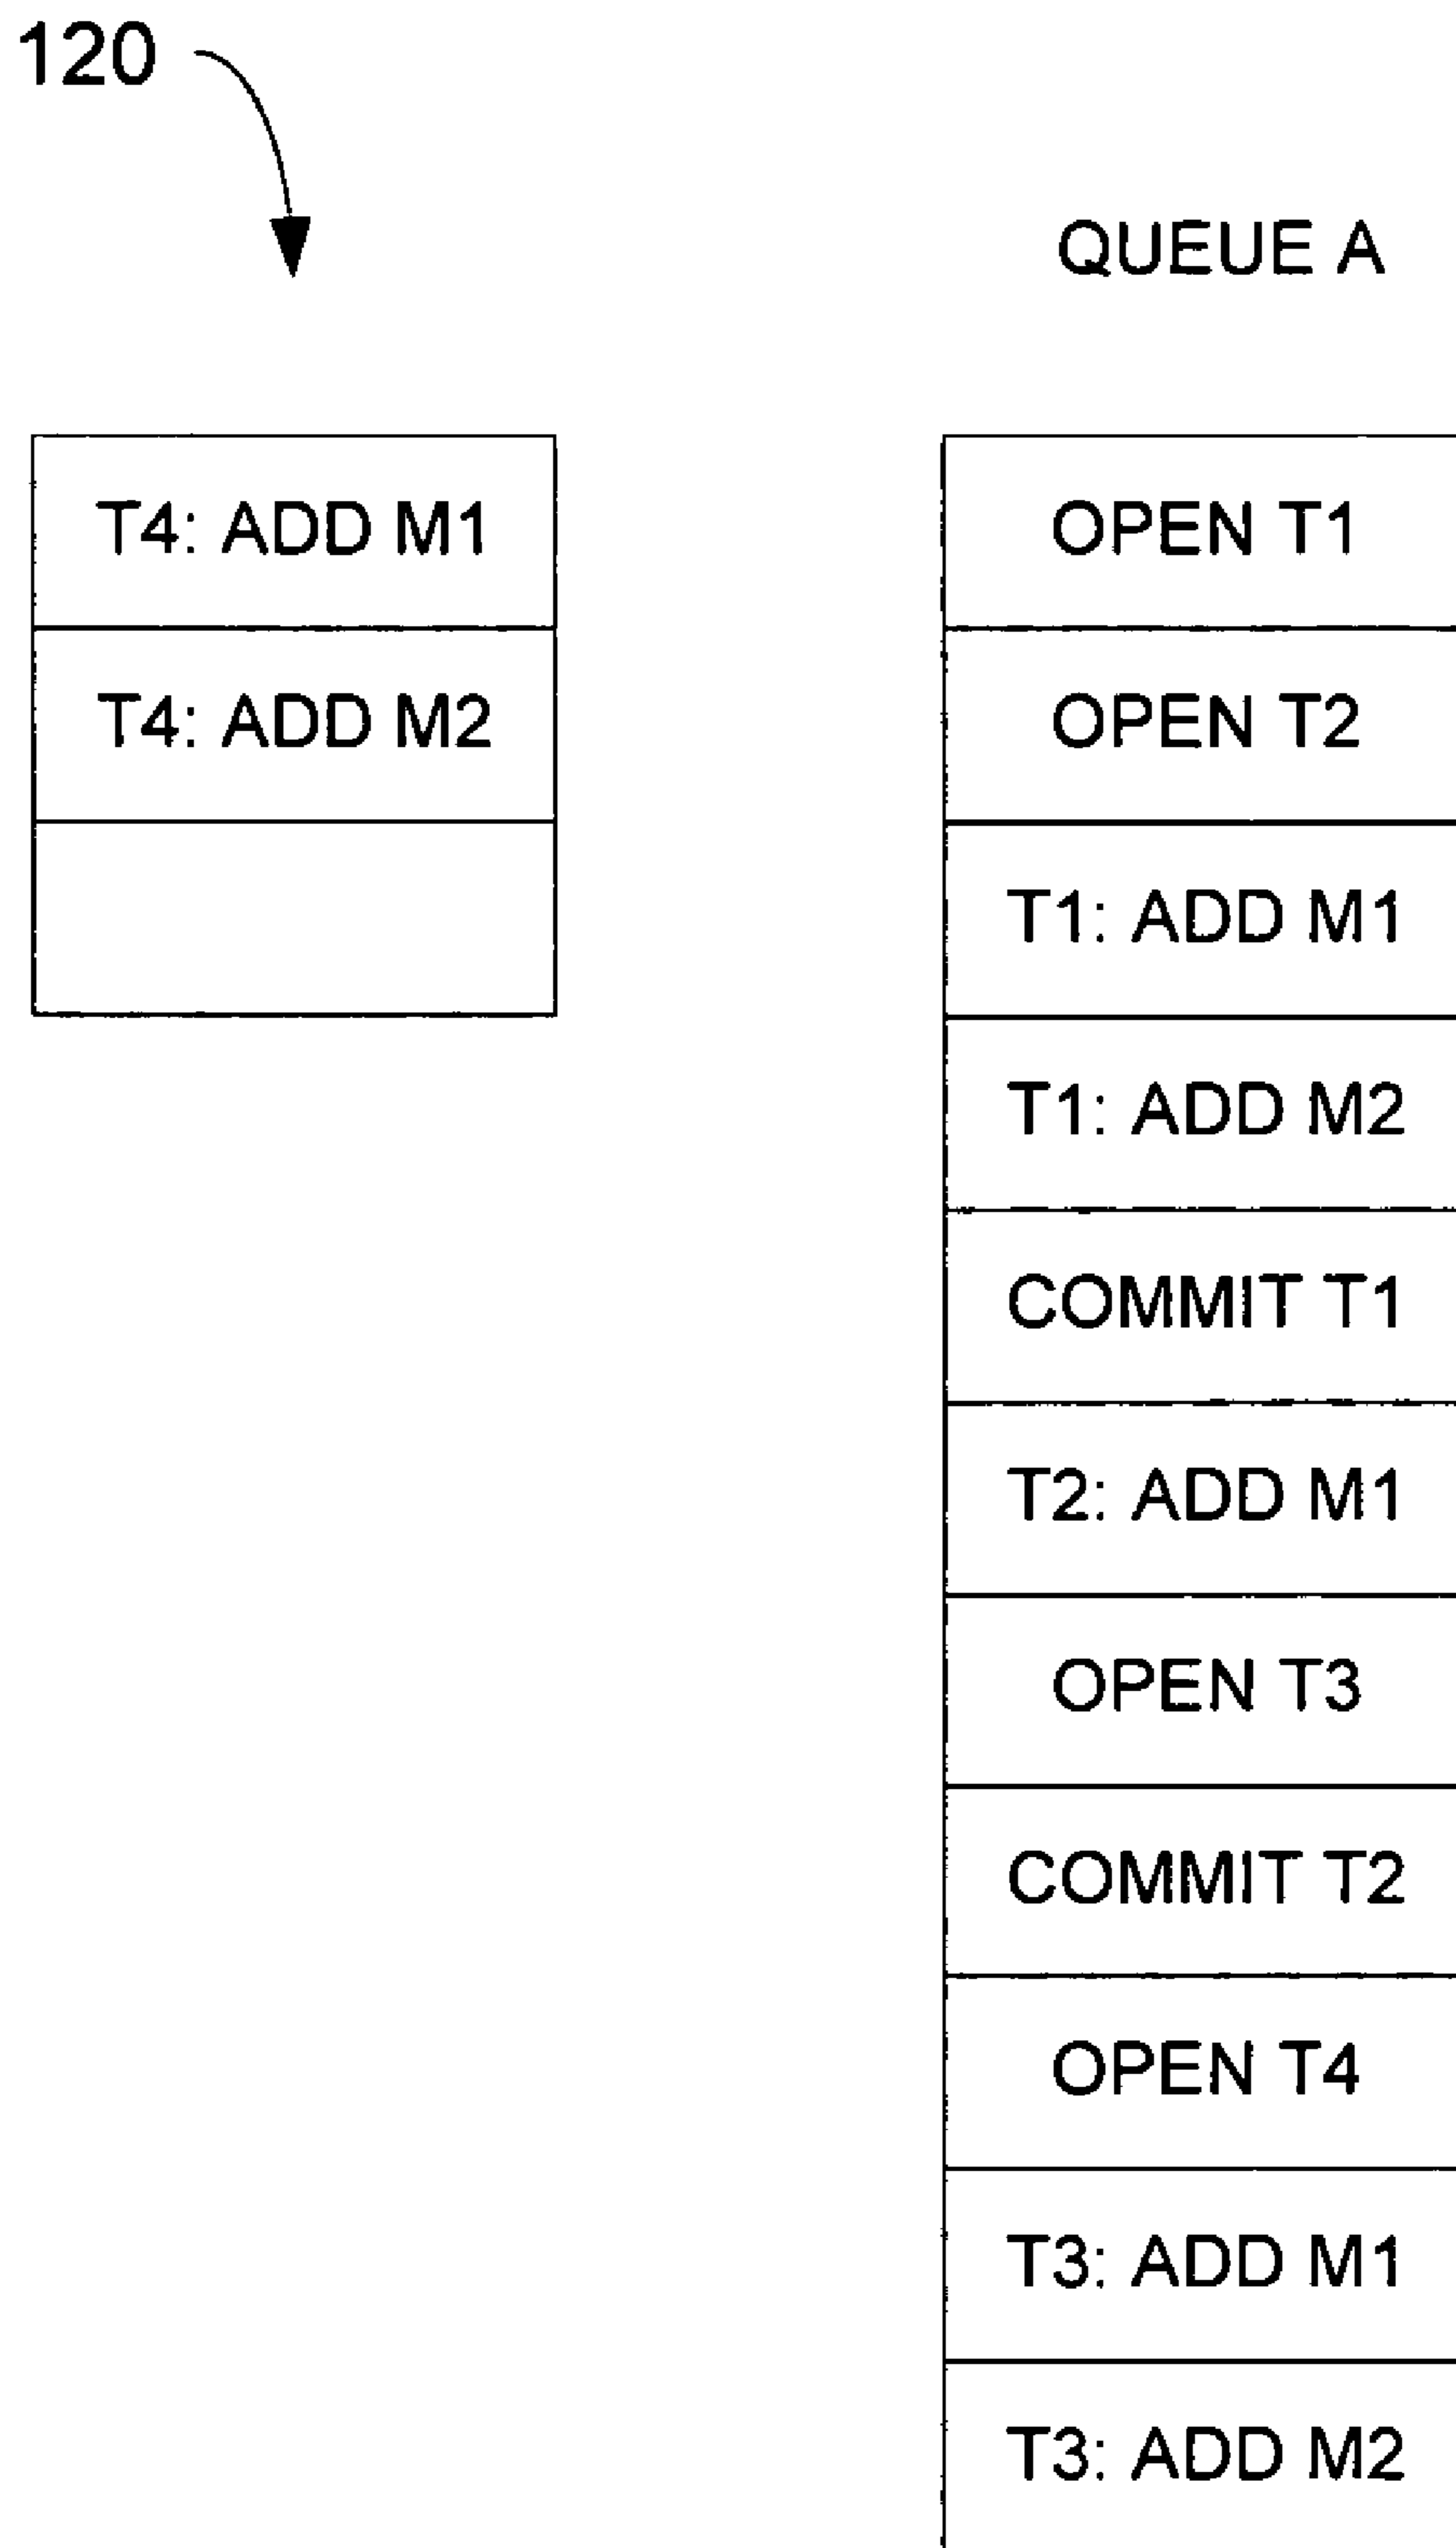 120
QUEUE A
T4: ADD M1
T4: ADD M2
OPEN T1
OPEN T2
T1: ADD M1
T1: ADD M2
COMMIT T1
T2: ADD M1
OPEN T3
COMMIT T2
OPEN T4
T3: ADD M1
T3: ADD M2